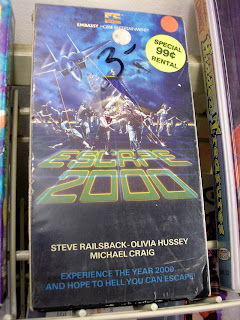 EMBASSY HOME ENTERTAINMENT
SPECIAL
99¢
RENTAL
3-
ESCAPE
2000
STEVE RAILSBACK·OLIVIA HUSSEY
MICHAEL CRAIG
EXPERIENCE THE YEAR 2000
AND HOPE TO HELL YOU CAN ESCAPE!